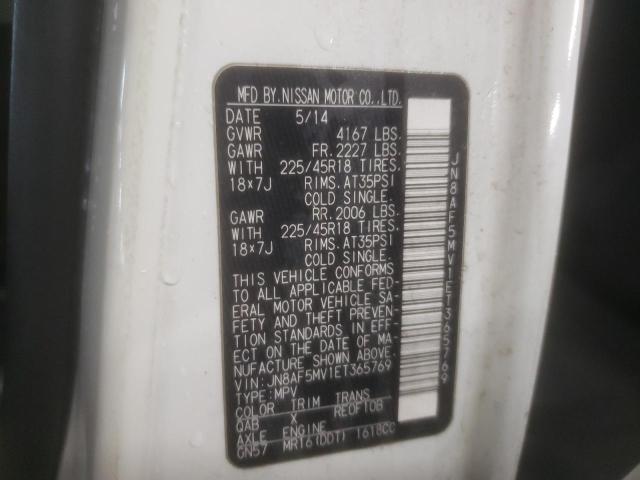 MFD BY.NISSAN MOTOR CO.,LTD.
DATE 5/14
GVWR 4167 LBS.
GAWR FR. 2227 LBS.
WITH 225/45R18 TIRES.
18x7J RIMS. AT35PSI
COLD SINGLE.
GAWR RR. 2006 LBS.
WITH 225/45R18 TIRES.
18x7J RIMS. AT35PSI
COLD SINGLE.
THIS VEHICLE CONFORMS
TO ALL APPLICABLE FED-
ERAL MOTOR VEHICLE SA-
FETY AND THEFT PREVEN-
TION STANDARDS IN EFF-
ECT ON THE DATE OF MA-
NUFACTURE SHOWN ABOVE.
VIN: JN8AF5MV1ET365769
TYPE: MPV
COLOR TRIM TRANS
QAB X RE0F10B
AXLE ENGINE
GN57 MR16(DDT) 1618CC
JN8AF5MV1ET365769